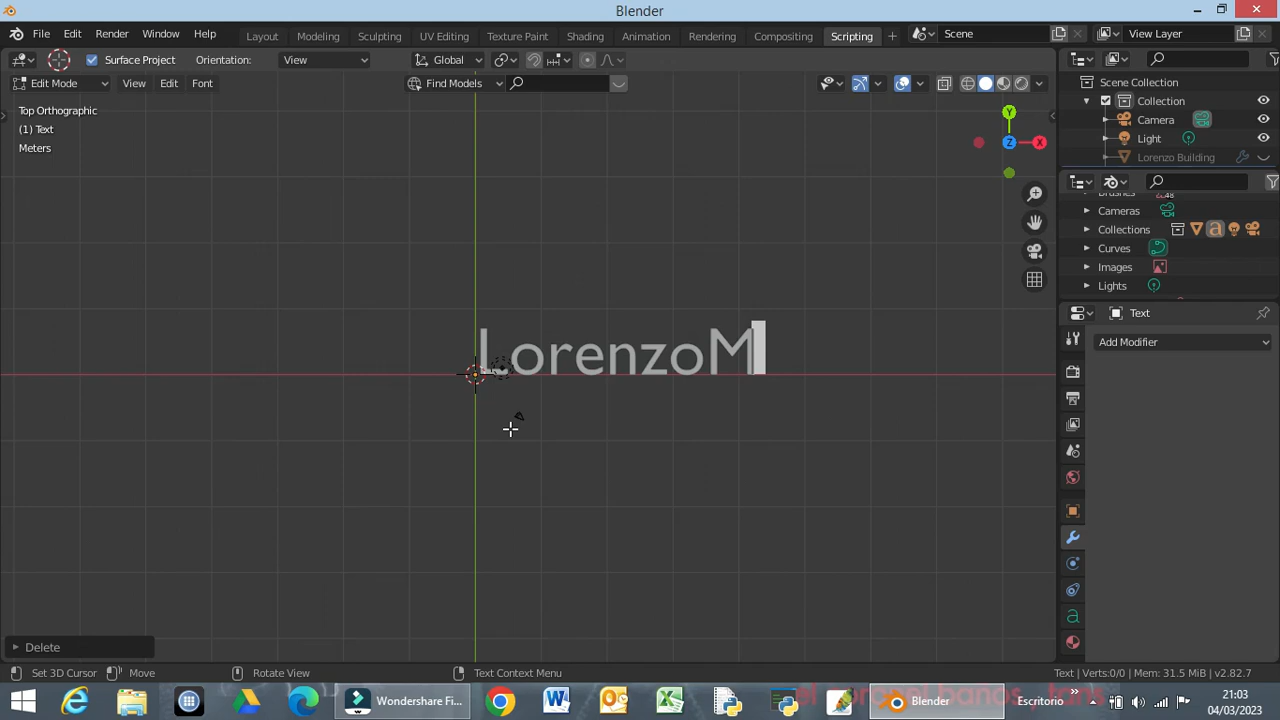 Blender
File Edit Render Window Help Layout Modeling Sculpting UV Editing Texture Paint Shading Animation Rendering Compositing Scripting + Scene View Layer
Surface Project Orientation: View Global
Edit Mode View Edit Font Find Models
Top Orthographic
(1) Text
Meters
Y
Z X
LorenzoM
Scene Collection
Collection
Camera
Light
Lorenzo Building
Brushes 48
Cameras
Collections
Curves
Images
Lights
Text
Add Modifier
Delete
Set 3D Cursor Move Rotate View Text Context Menu Text | Verts:0/0 | Mem: 31.5 MiB | v2.82.7
Wondershare Fi... Blender Escritorio
21:03
04/03/2023